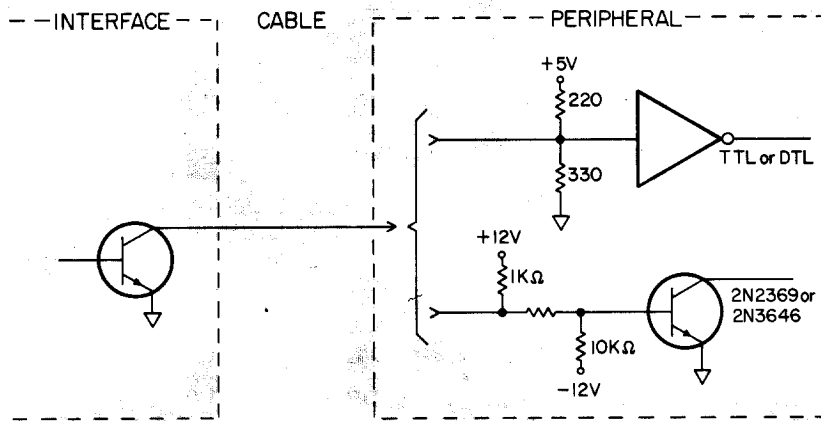 INTERFACE
CABLE
PERIPHERAL
+5V
220
330
TTL or DTL
+12V
1KΩ
2N2369 or
2N3646
10KΩ
-12V